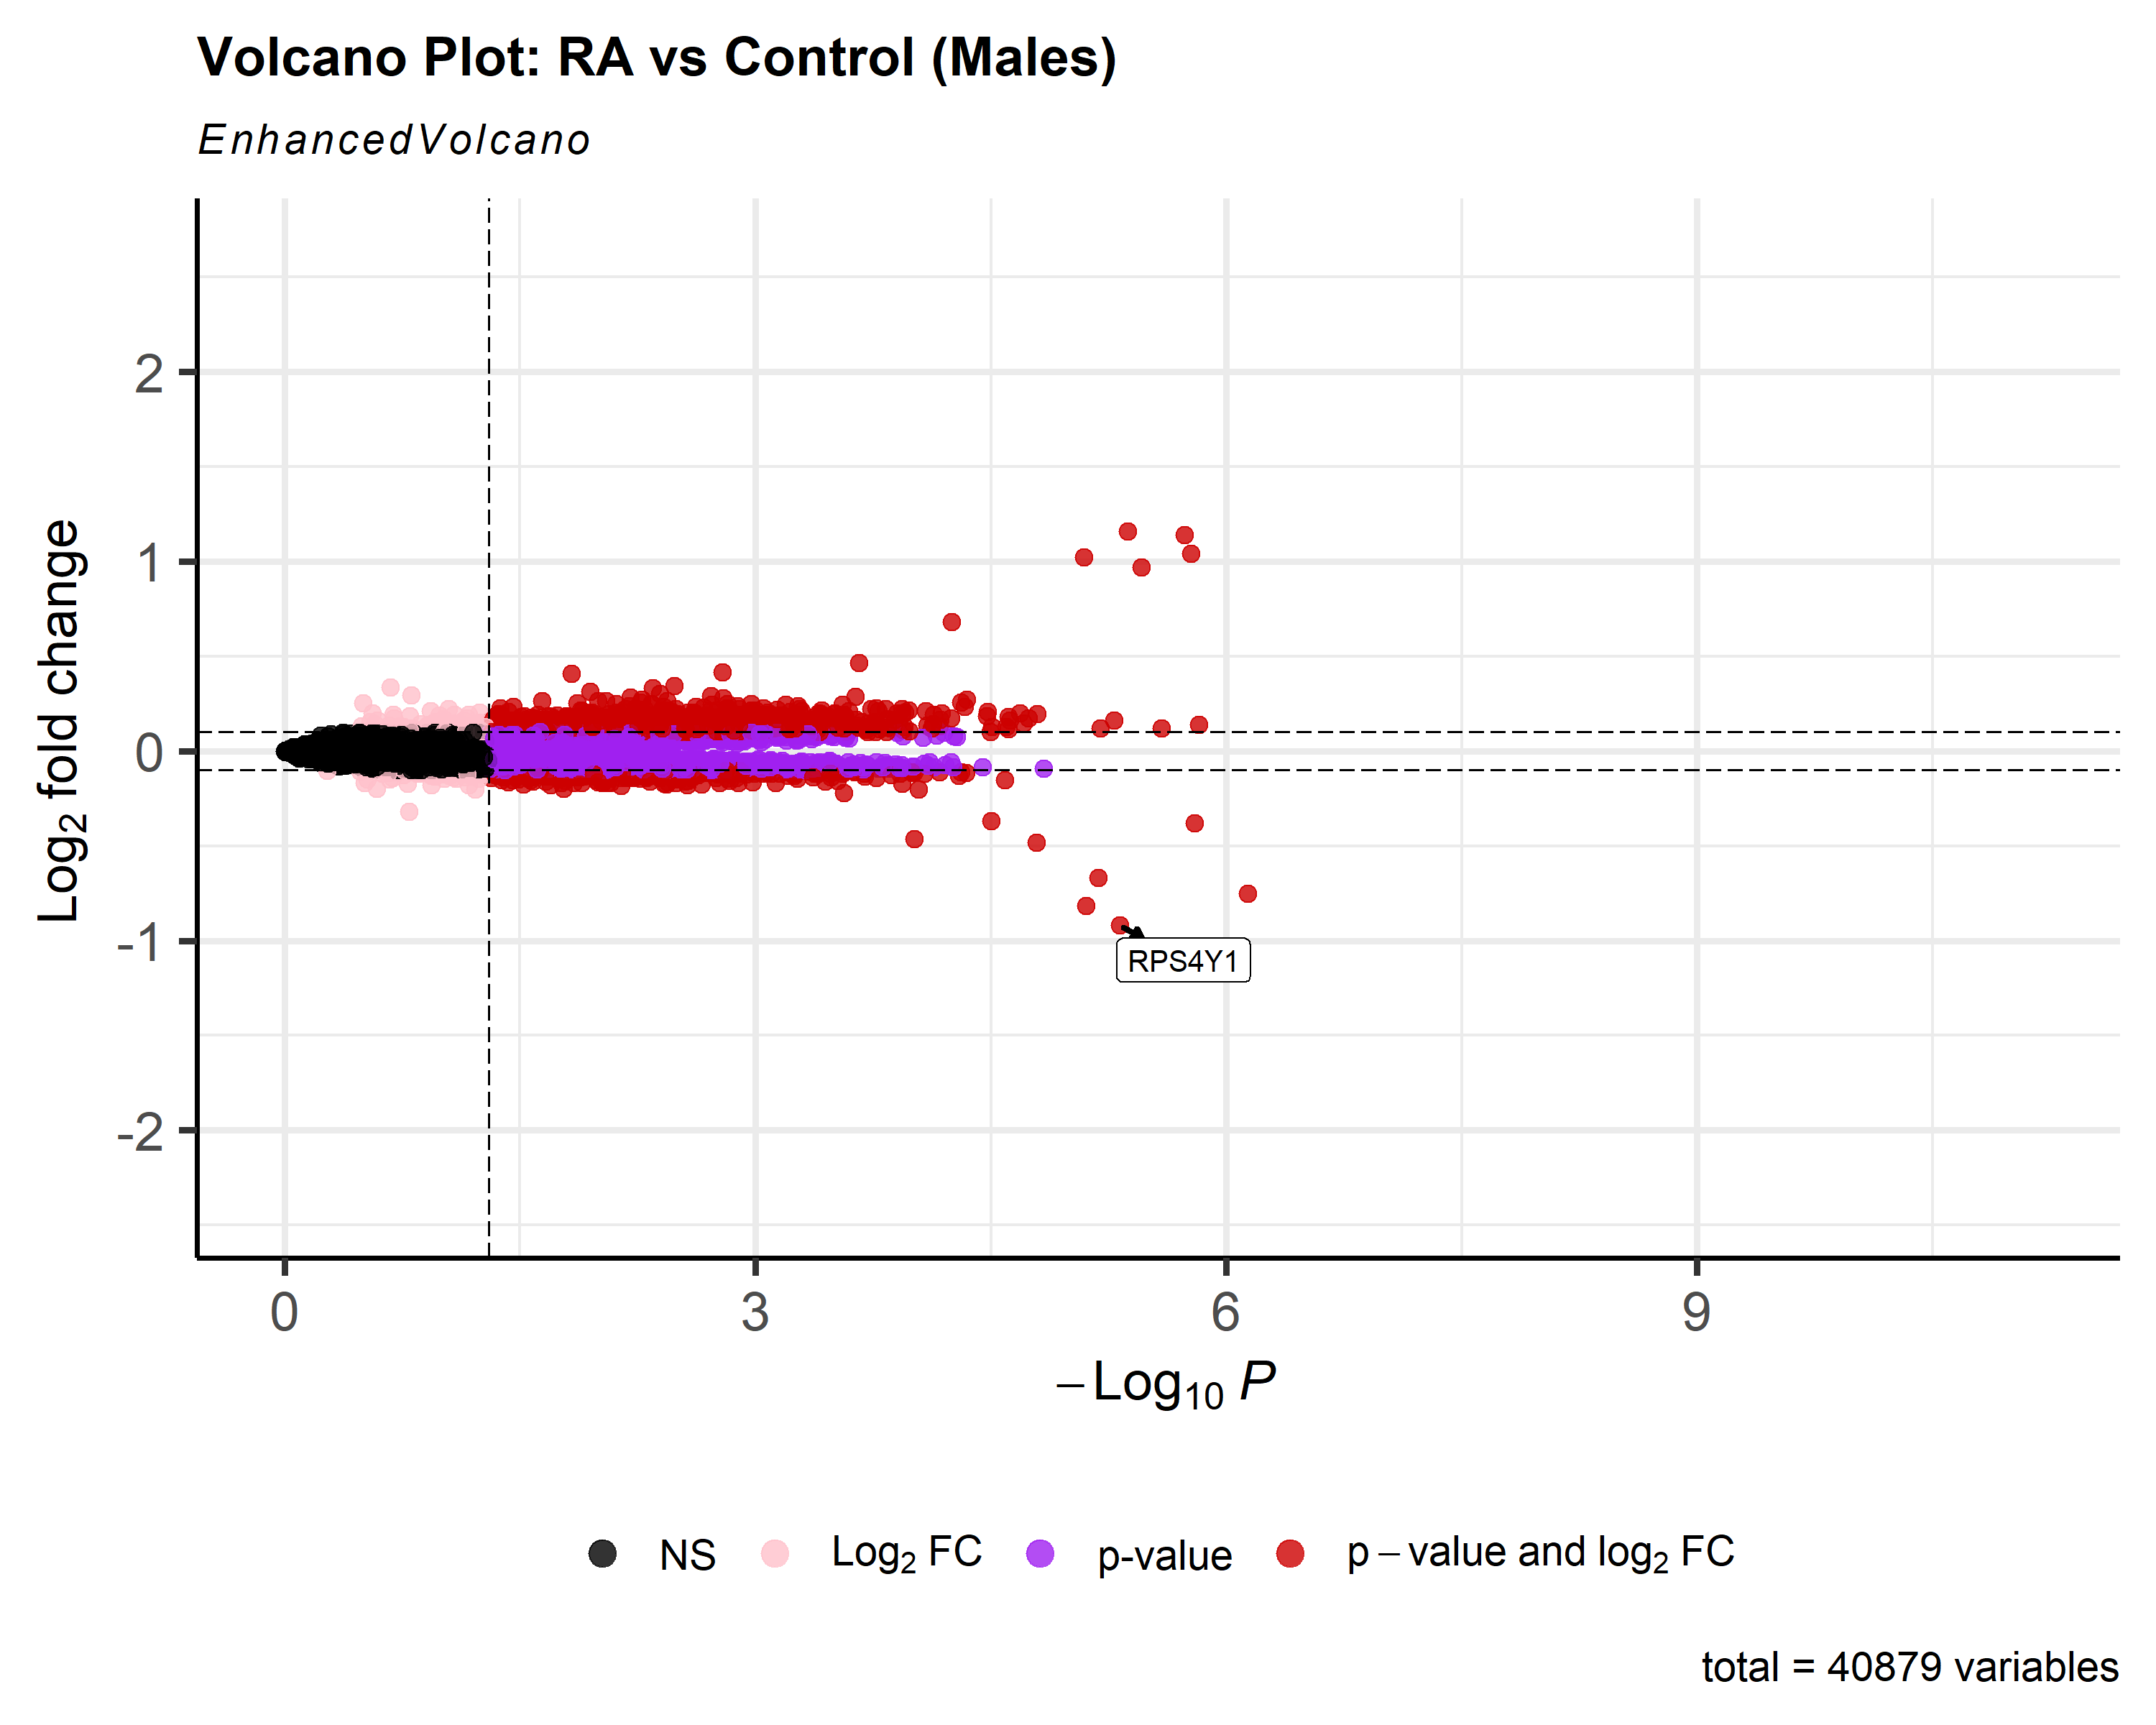 Volcano Plot: RA vs Control (Males)
EnhancedVolcano
Log₂ fold change
2
1
0
-1
-2
RPS4Y1
0 3 6 9
−Log₁₀ P
NS Log₂ FC p-value p−value and log₂ FC
total = 40879 variables